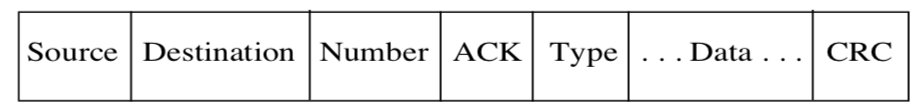 Source Destination Number ACK Type . . . Data . . . CRC